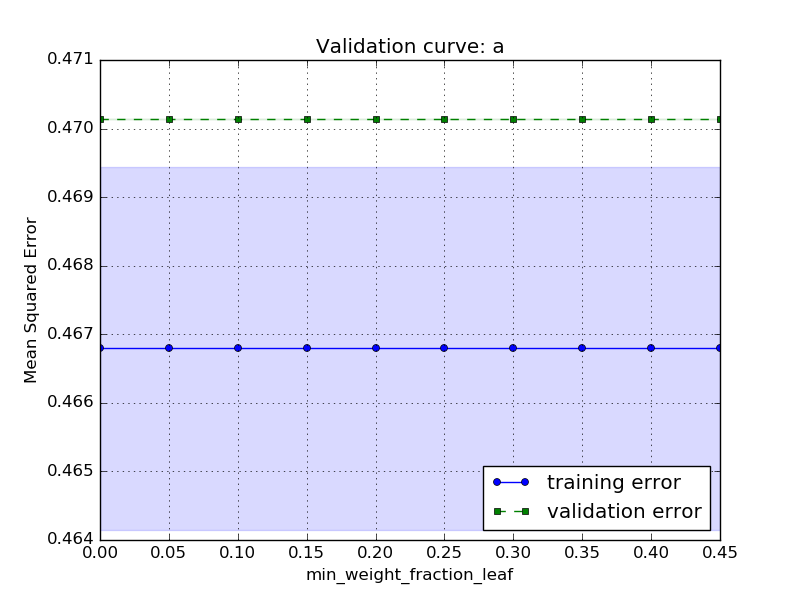 Validation curve: a
0.471
0.470
0.469
0.468
0.467
0.466
0.465
0.464
Mean Squared Error
training error
validation error
0.00 0.05 0.10 0.15 0.20 0.25 0.30 0.35 0.40 0.45
min_weight_fraction_leaf